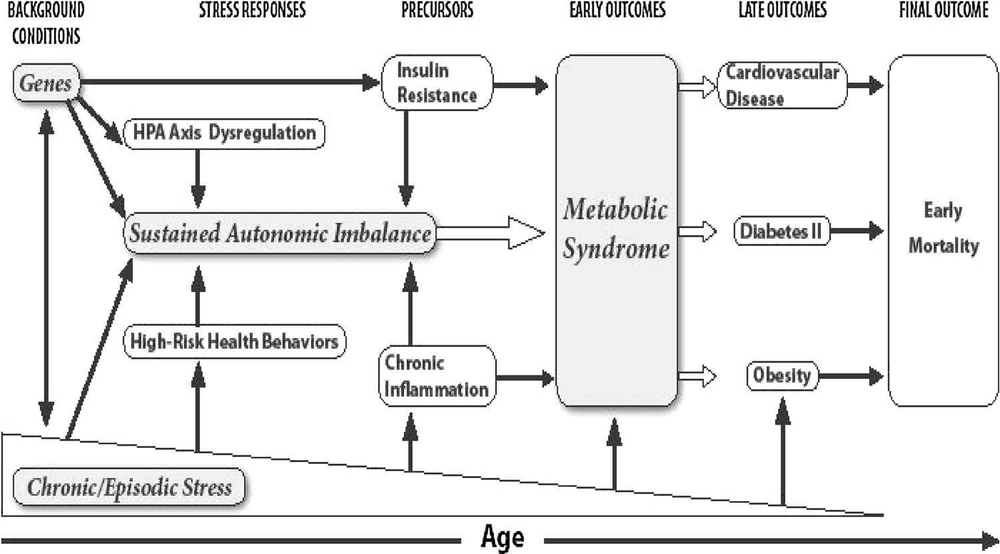 BACKGROUND
CONDITIONS
STRESS RESPONSES
PRECURSORS
EARLY OUTCOMES
LATE OUTCOMES
FINAL OUTCOME
Genes
Insulin
Resistance
Cardiovascular
Disease
HPA Axis Dysregulation
Sustained Autonomic Imbalance
Metabolic
Syndrome
Diabetes II
Early
Mortality
High-Risk Health Behaviors
Chronic
Inflammation
Obesity
Chronic/Episodic Stress
Age